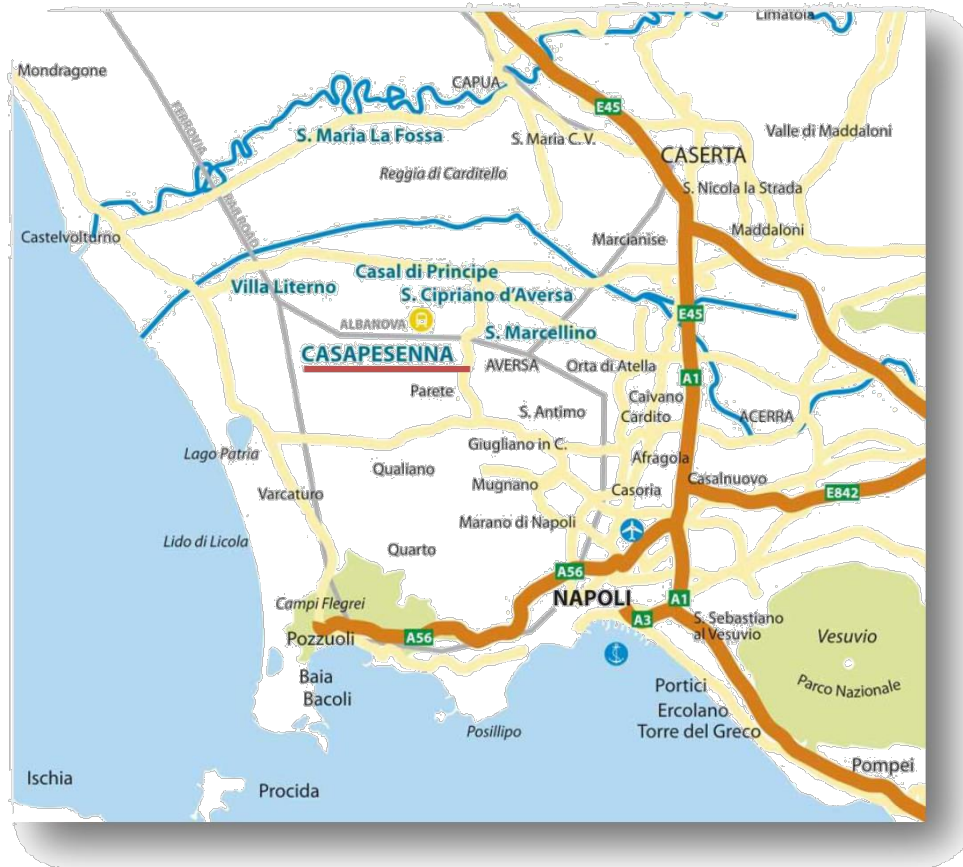 Limatola
Mondragone
CAPUA
E45
S. Maria La Fossa
S. Maria C.V.
Valle di Maddaloni
FERROVIA
CASERTA
Reggia di Carditello
S. Nicola la Strada
RAILROAD
Castelvolturno
Marcianise
Maddaloni
Casal di Principe
Villa Literno
S. Cipriano d'Aversa
E45
ALBANOVA
S. Marcellino
CASAPESENNA
AVERSA
Orta di Atella
A1
Parete
Caivano
S. Antimo
Cardito
ACERRA
Giugliano in C.
Lago Patria
Afragola
Qualiano
Casalnuovo
Mugnano
Varcaturo
Casoria
E842
Marano di Napoli
Lido di Licola
Quarto
A56
Campi Flegrei
NAPOLI
A1
A3
S. Sebastiano
al Vesuvio
Pozzuoli
A56
Vesuvio
Baia
Bacoli
Portici
Parco Nazionale
Ercolano
Posillipo
Torre del Greco
Pompei
Ischia
Procida